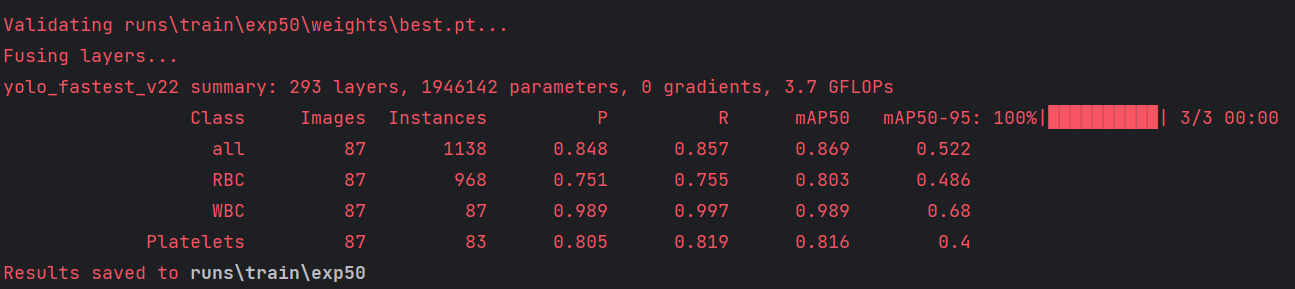 Validating runs\train\exp50\weights\best.pt...
Fusing layers...
yolo_fastest_v22 summary: 293 layers, 1946142 parameters, 0 gradients, 3.7 GFLOPs
Class Images Instances P R mAP50 mAP50-95: 100%|██████████| 3/3 00:00
all 87 1138 0.848 0.857 0.869 0.522
RBC 87 968 0.751 0.755 0.803 0.486
WBC 87 87 0.989 0.997 0.989 0.68
Platelets 87 83 0.805 0.819 0.816 0.4
Results saved to runs\train\exp50